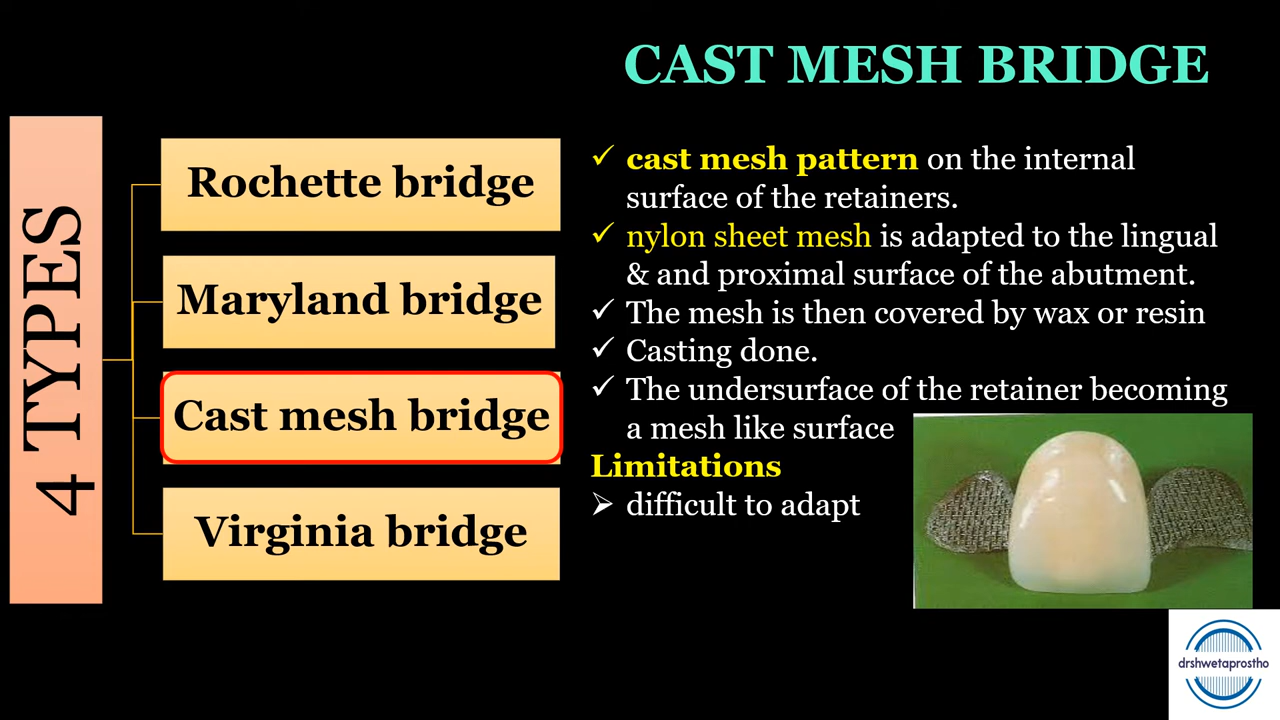 CAST MESH BRIDGE
4 TYPES
Rochette bridge
Maryland bridge
Cast mesh bridge
Virginia bridge
✓ cast mesh pattern on the internal
surface of the retainers.
✓ nylon sheet mesh is adapted to the lingual
& and proximal surface of the abutment.
✓ The mesh is then covered by wax or resin
✓ Casting done.
✓ The undersurface of the retainer becoming
a mesh like surface
Limitations
➢ difficult to adapt
drshwetaprostho